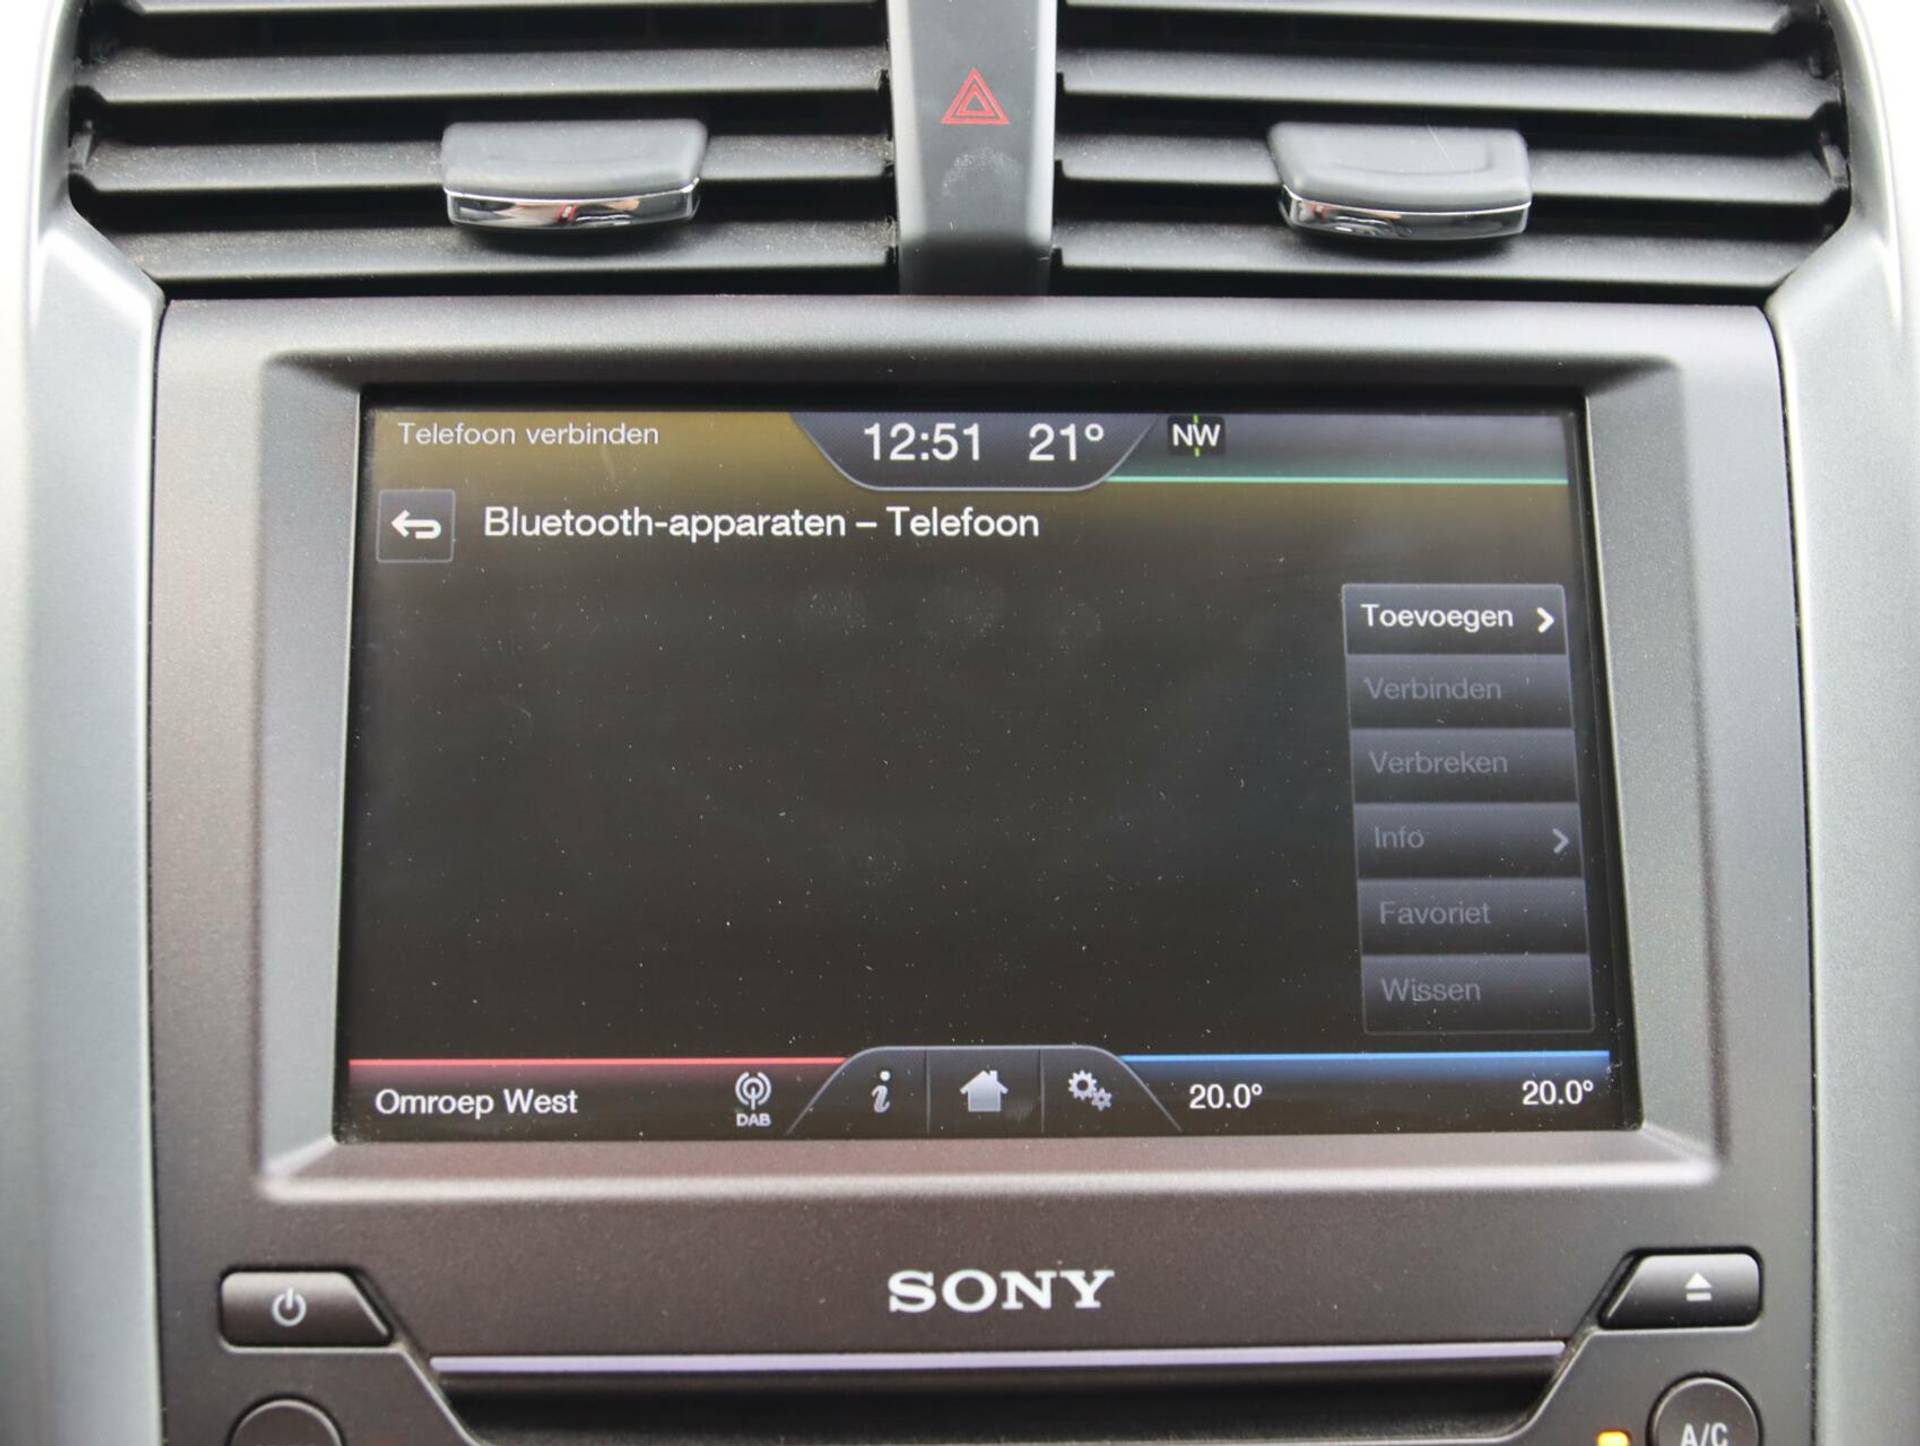 Telefoon verbinden
12:51 21°
NW
Bluetooth-apparaten – Telefoon
Toevoegen
Verbinden
Verbreken
Info
Favoriet
Wissen
Omroep West
DAB
i
20.0°
20.0°
SONY
A/C